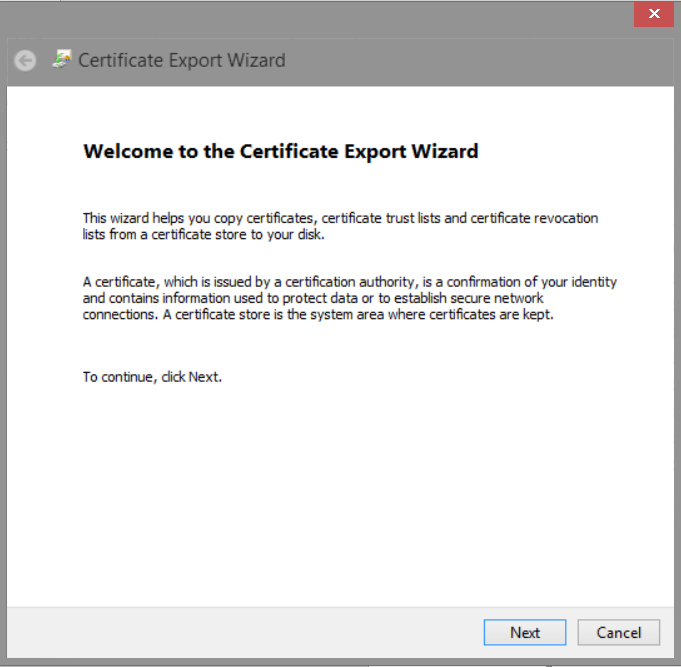 Certificate Export Wizard
Welcome to the Certificate Export Wizard
This wizard helps you copy certificates, certificate trust lists and certificate revocation
lists from a certificate store to your disk.
A certificate, which is issued by a certification authority, is a confirmation of your identity
and contains information used to protect data or to establish secure network
connections. A certificate store is the system area where certificates are kept.
To continue, click Next.
Next
Cancel